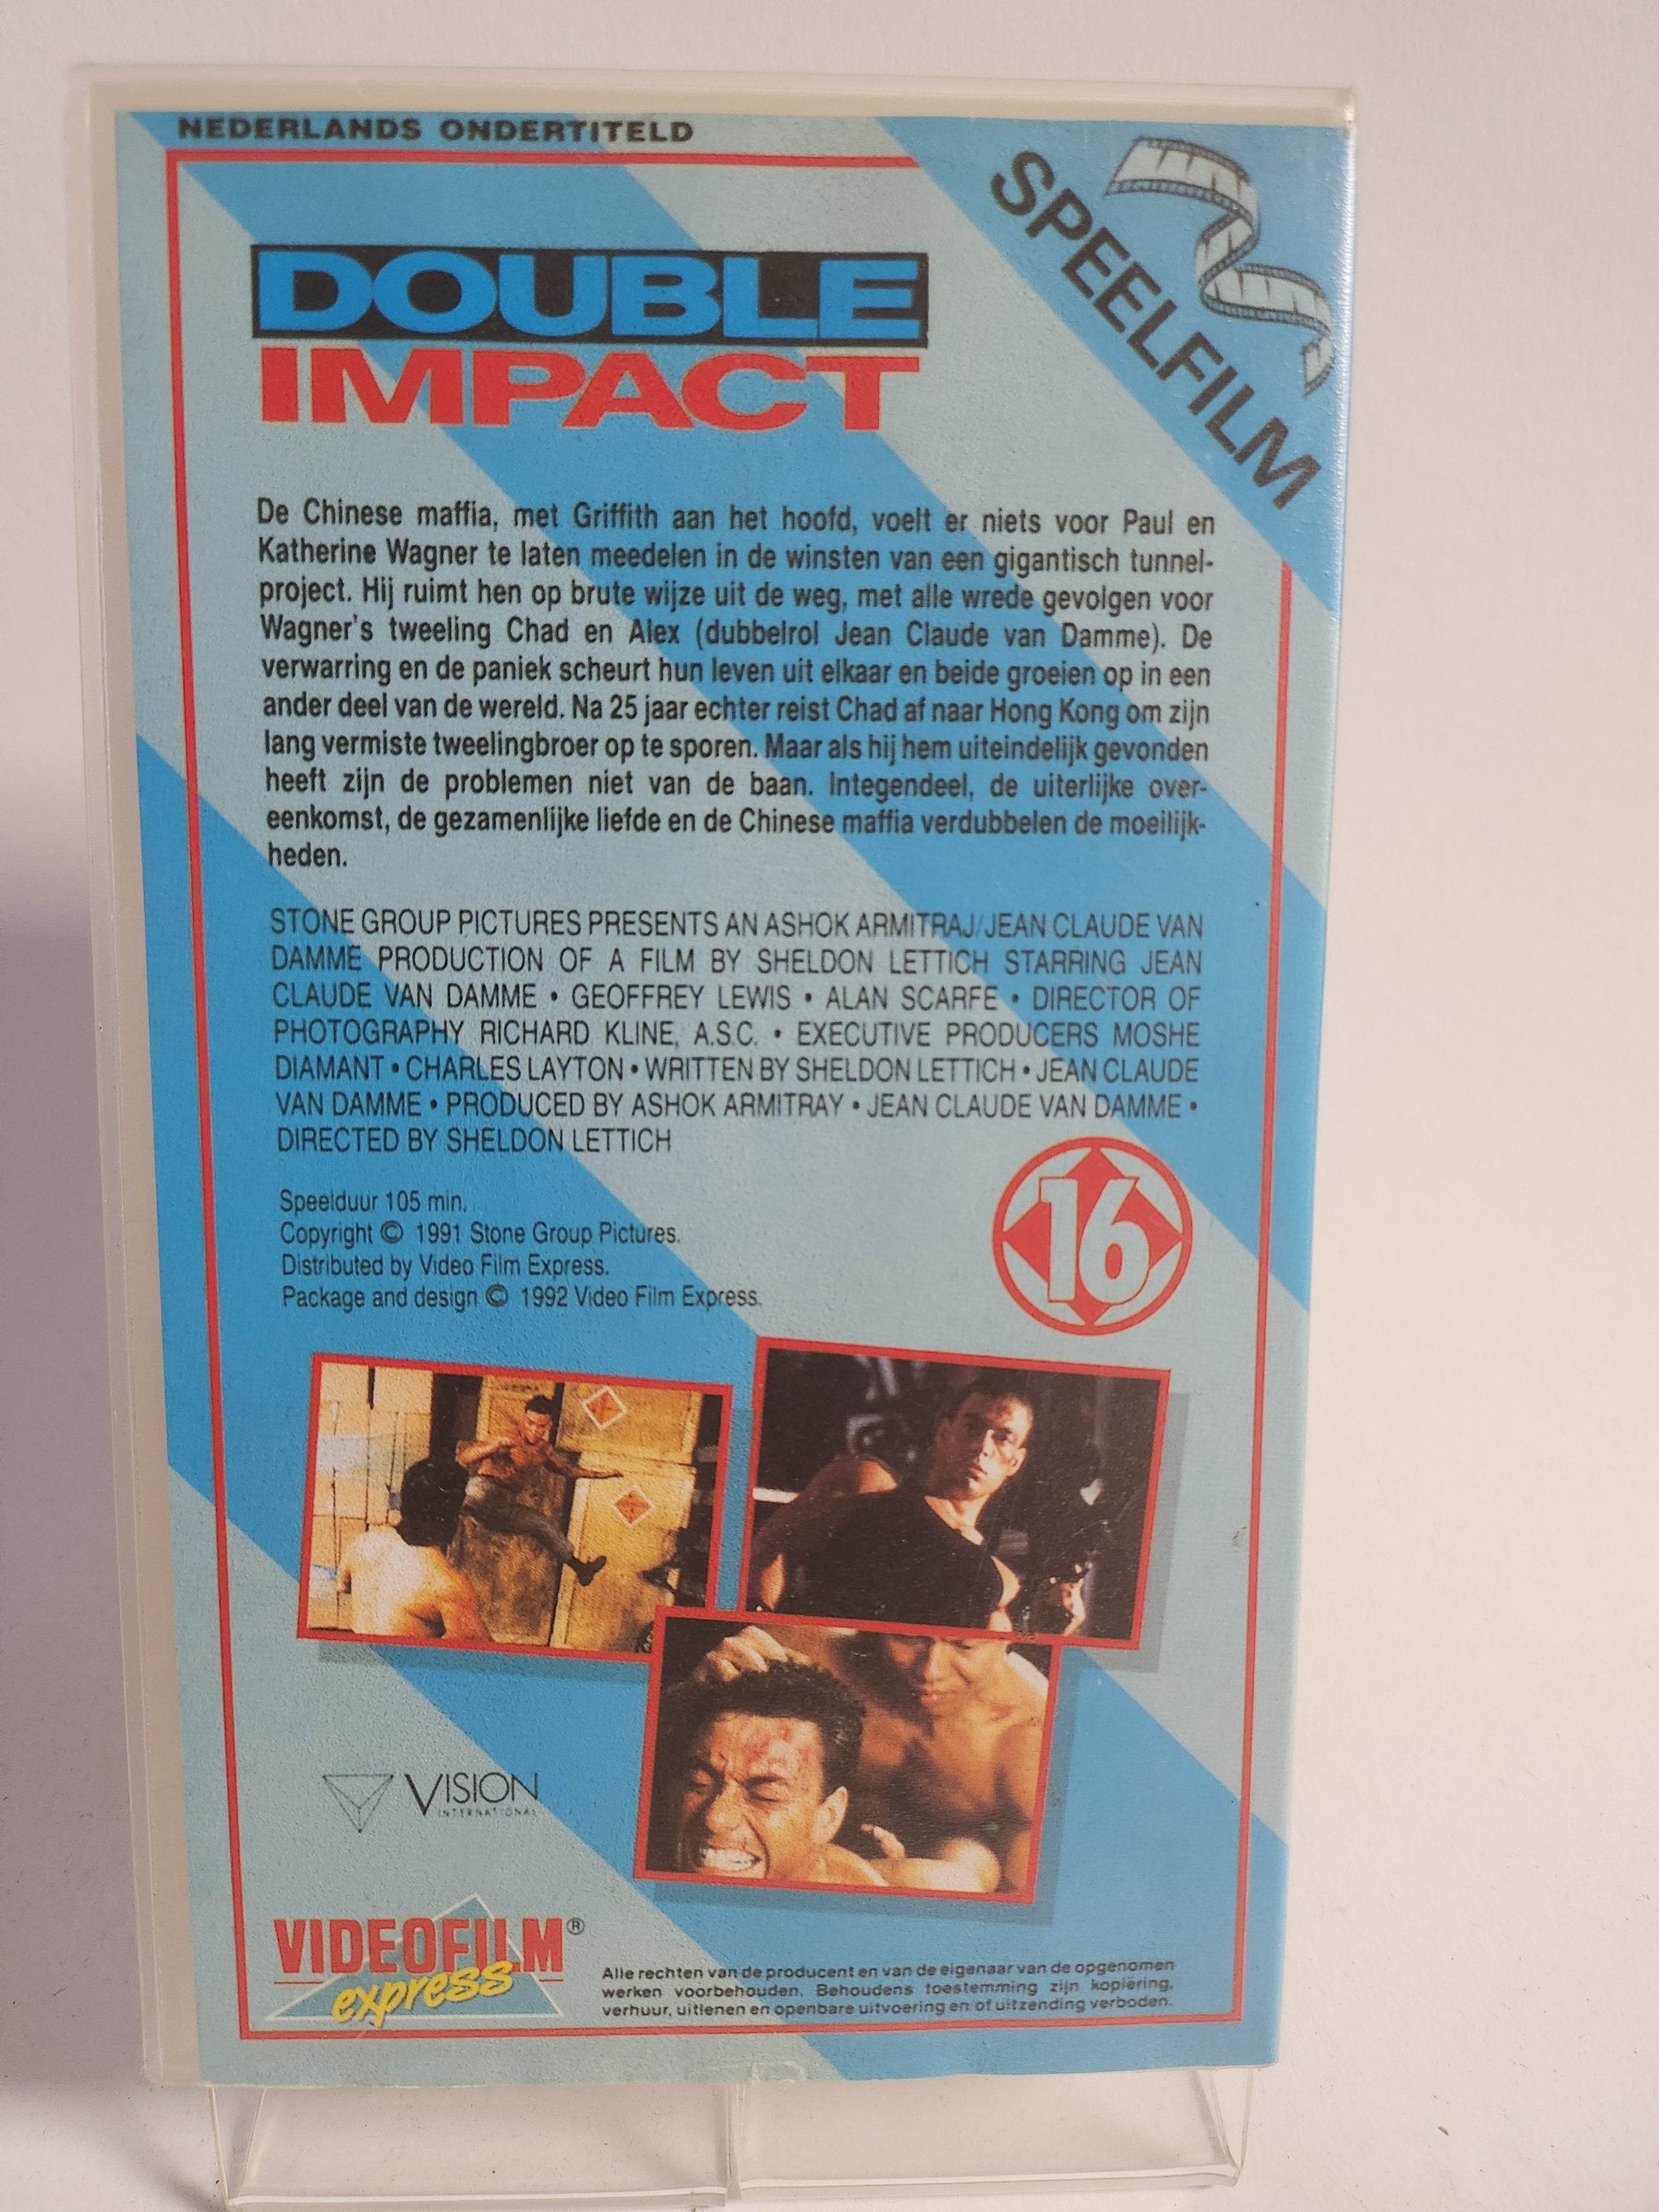 NEDERLANDS ONDERTITELD
SPEELFILM
DOUBLE
IMPACT
De Chinese maffia, met Griffith aan het hoofd, voelt er niets voor Paul en
Katherine Wagner te laten meedelen in de winsten van een gigantisch tunnel-
project. Hij ruimt hen op brute wijze uit de weg, met alle wrede gevolgen voor
Wagner's tweeling Chad en Alex (dubbelrol Jean Claude van Damme). De
verwarring en de paniek scheurt hun leven uit elkaar en beide groeien op in een
ander deel van de wereld. Na 25 jaar echter reist Chad af naar Hong Kong om zijn
lang vermiste tweelingbroer op te sporen. Maar als hij hem uiteindelijk gevonden
heeft zijn de problemen niet van de baan. Integendeel, de uiterlijke over-
eenkomst, de gezamenlijke liefde en de Chinese maffia verdubbelen de moeilijk-
heden.
STONE GROUP PICTURES PRESENTS AN ASHOK ARMITRAJ/JEAN CLAUDE VAN
DAMME PRODUCTION OF A FILM BY SHELDON LETTICH STARRING JEAN
CLAUDE VAN DAMME • GEOFFREY LEWIS • ALAN SCARFE • DIRECTOR OF
PHOTOGRAPHY RICHARD KLINE, A.S.C. • EXECUTIVE PRODUCERS MOSHE
DIAMANT • CHARLES LAYTON • WRITTEN BY SHELDON LETTICH • JEAN CLAUDE
VAN DAMME • PRODUCED BY ASHOK ARMITRAY • JEAN CLAUDE VAN DAMME •
DIRECTED BY SHELDON LETTICH
Speelduur 105 min.
Copyright © 1991 Stone Group Pictures.
Distributed by Video Film Express.
Package and design © 1992 Video Film Express.
16
VISION
INTERNATIONAL
VIDEOFILM®
express
Alle rechten van de producent en van de eigenaar van de opgenomen
werken voorbehouden. Behoudens toestemming zijn kopiëring,
verhuur, uitlenen en openbare uitvoering en/of uitzending verboden.